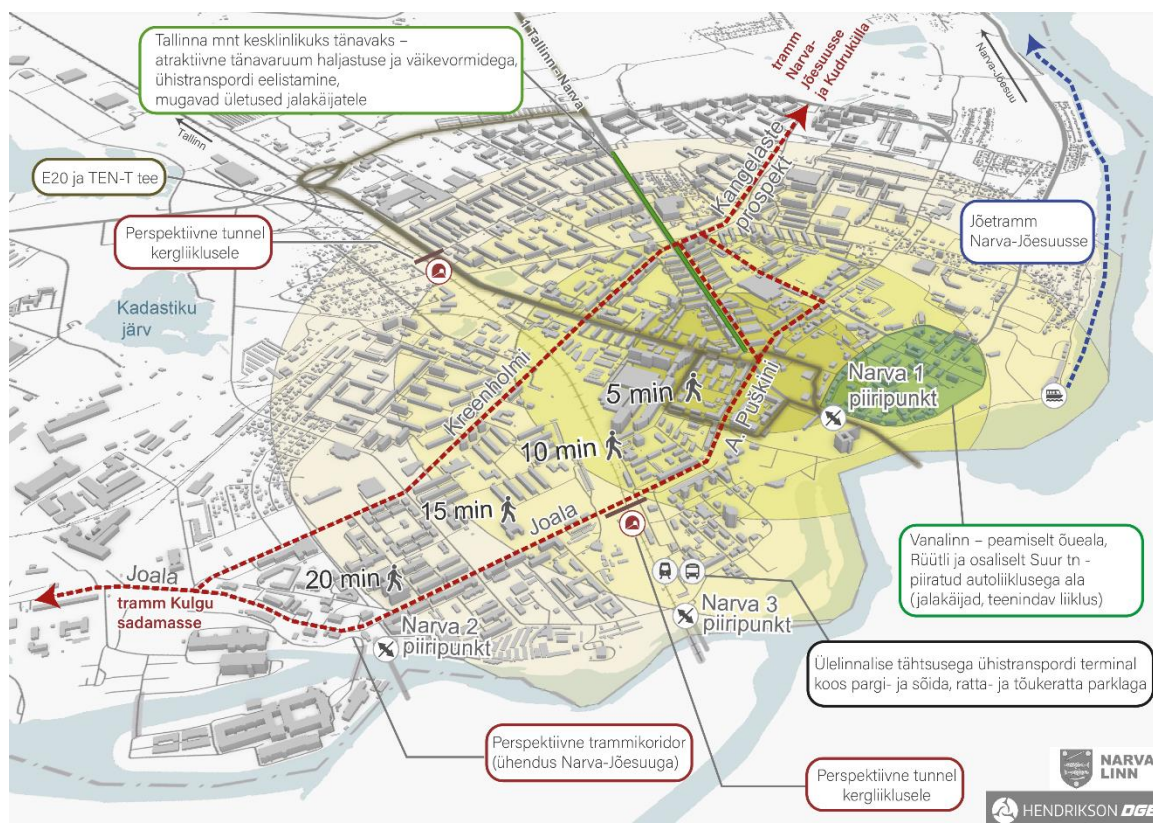 Tallinna mnt kesklinlikuks tänavaks –
atraktiivne tänavaruum haljastuse ja väikevormidega,
ühistranspordi eelistamine,
mugavad ületused jalakäijatele
1 Tallinn-Narva
tramm
Narva-
Jõesuusse
ja Kudrukülla
Narva-Jõesuu
Tallinn
E20 ja TEN-T tee
Kangelaste
prospekt
Perspektiivne tunnel
kergliiklusele
Jõetramm
Narva-Jõesuusse
Kadastiku
järv
Kreenholmi
5 min
A. Puškini
Narva 1
piiripunkt
10 min
15 min
Joala
20 min
Vanalinn – peamiselt õueala,
Rüütli ja osaliselt Suur tn -
piiratud autoliiklusega ala
(jalakäijad, teenindav liiklus)
Joala
tramm Kulgu
sadamasse
Narva 2
piiripunkt
Narva 3
piiripunkt
Ülelinnalise tähtsusega ühistranspordi terminal
koos pargi- ja sõida, ratta- ja tõukeratta parklaga
Perspektiivne trammikoridor
(ühendus Narva-Jõesuuga)
Perspektiivne tunnel
kergliiklusele
NARVA
LINN
HENDRIKSON DGE